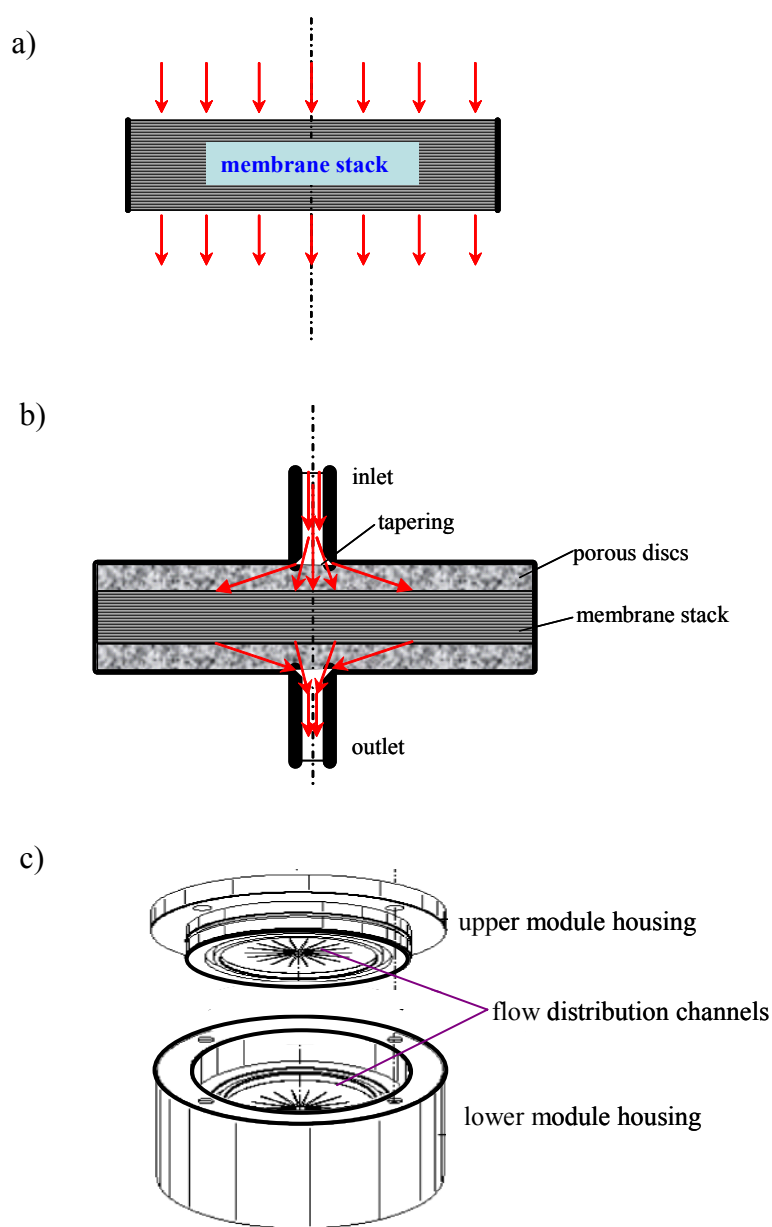 a)
membrane stack
b)
inlet
tapering
porous discs
membrane stack
outlet
c)
upper module housing
flow distribution channels
lower module housing